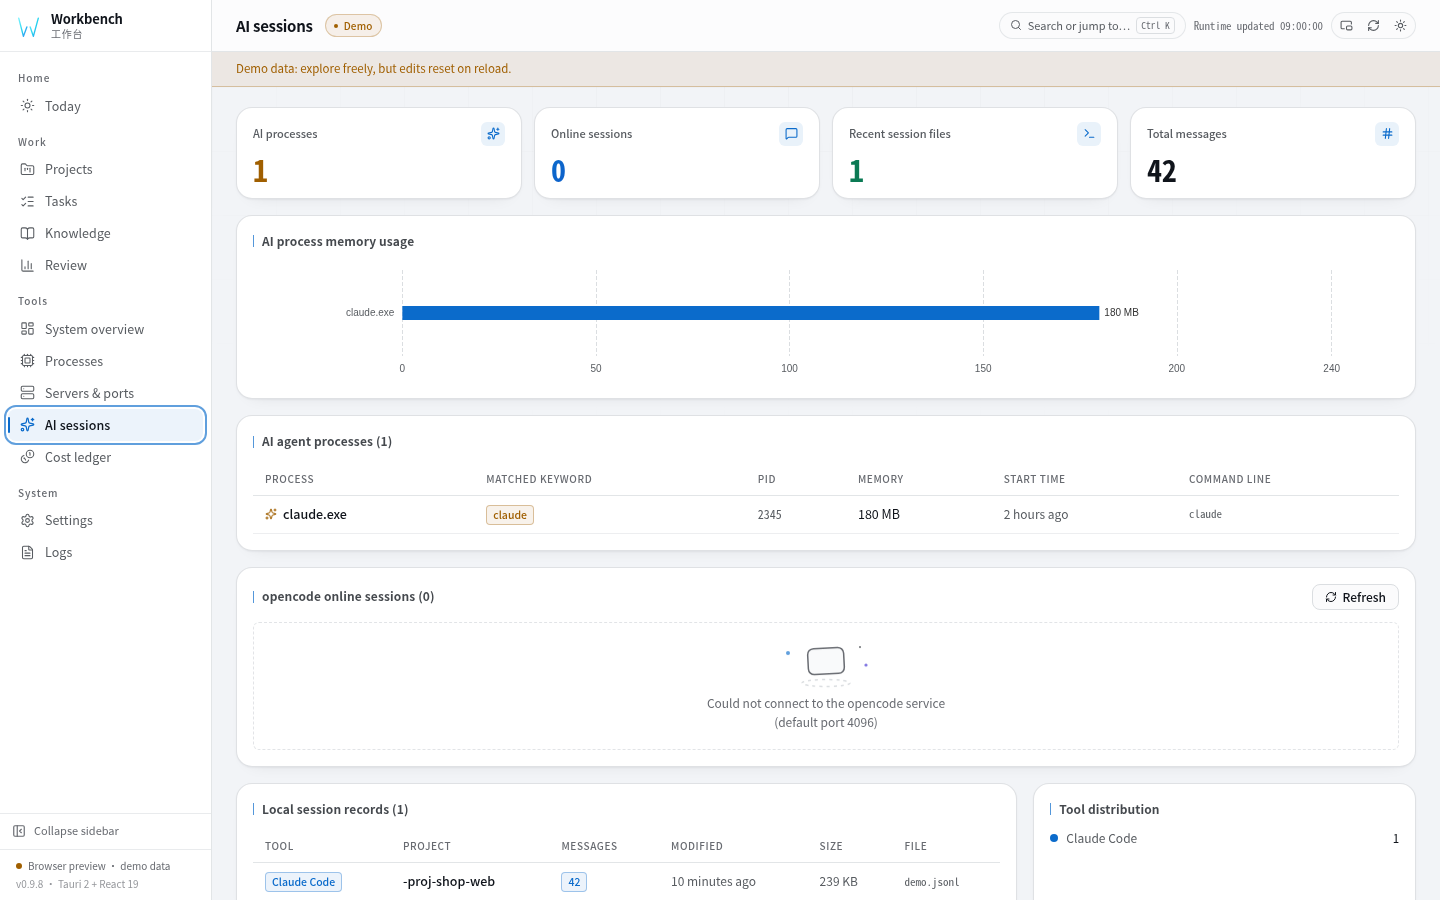 Workbench
工作台
Home
Today
Work
Projects
Tasks
Knowledge
Review
Tools
System overview
Processes
Servers & ports
AI sessions
Cost ledger
System
Settings
Logs
Collapse sidebar
Browser preview • demo data
v0.9.8 • Tauri 2 + React 19
AI sessions
Demo
Search or jump to… Ctrl K
Runtime updated 09:00:00
Demo data: explore freely, but edits reset on reload.
AI processes
1
Online sessions
0
Recent session files
1
Total messages
42
AI process memory usage
claude.exe
180 MB
0 50 100 150 200 240
AI agent processes (1)
PROCESS MATCHED KEYWORD PID MEMORY START TIME COMMAND LINE
claude.exe claude 2345 180 MB 2 hours ago claude
opencode online sessions (0)
Refresh
Could not connect to the opencode service
(default port 4096)
Local session records (1)
TOOL PROJECT MESSAGES MODIFIED SIZE FILE
Claude Code -proj-shop-web 42 10 minutes ago 239 KB demo.jsonl
Tool distribution
Claude Code 1